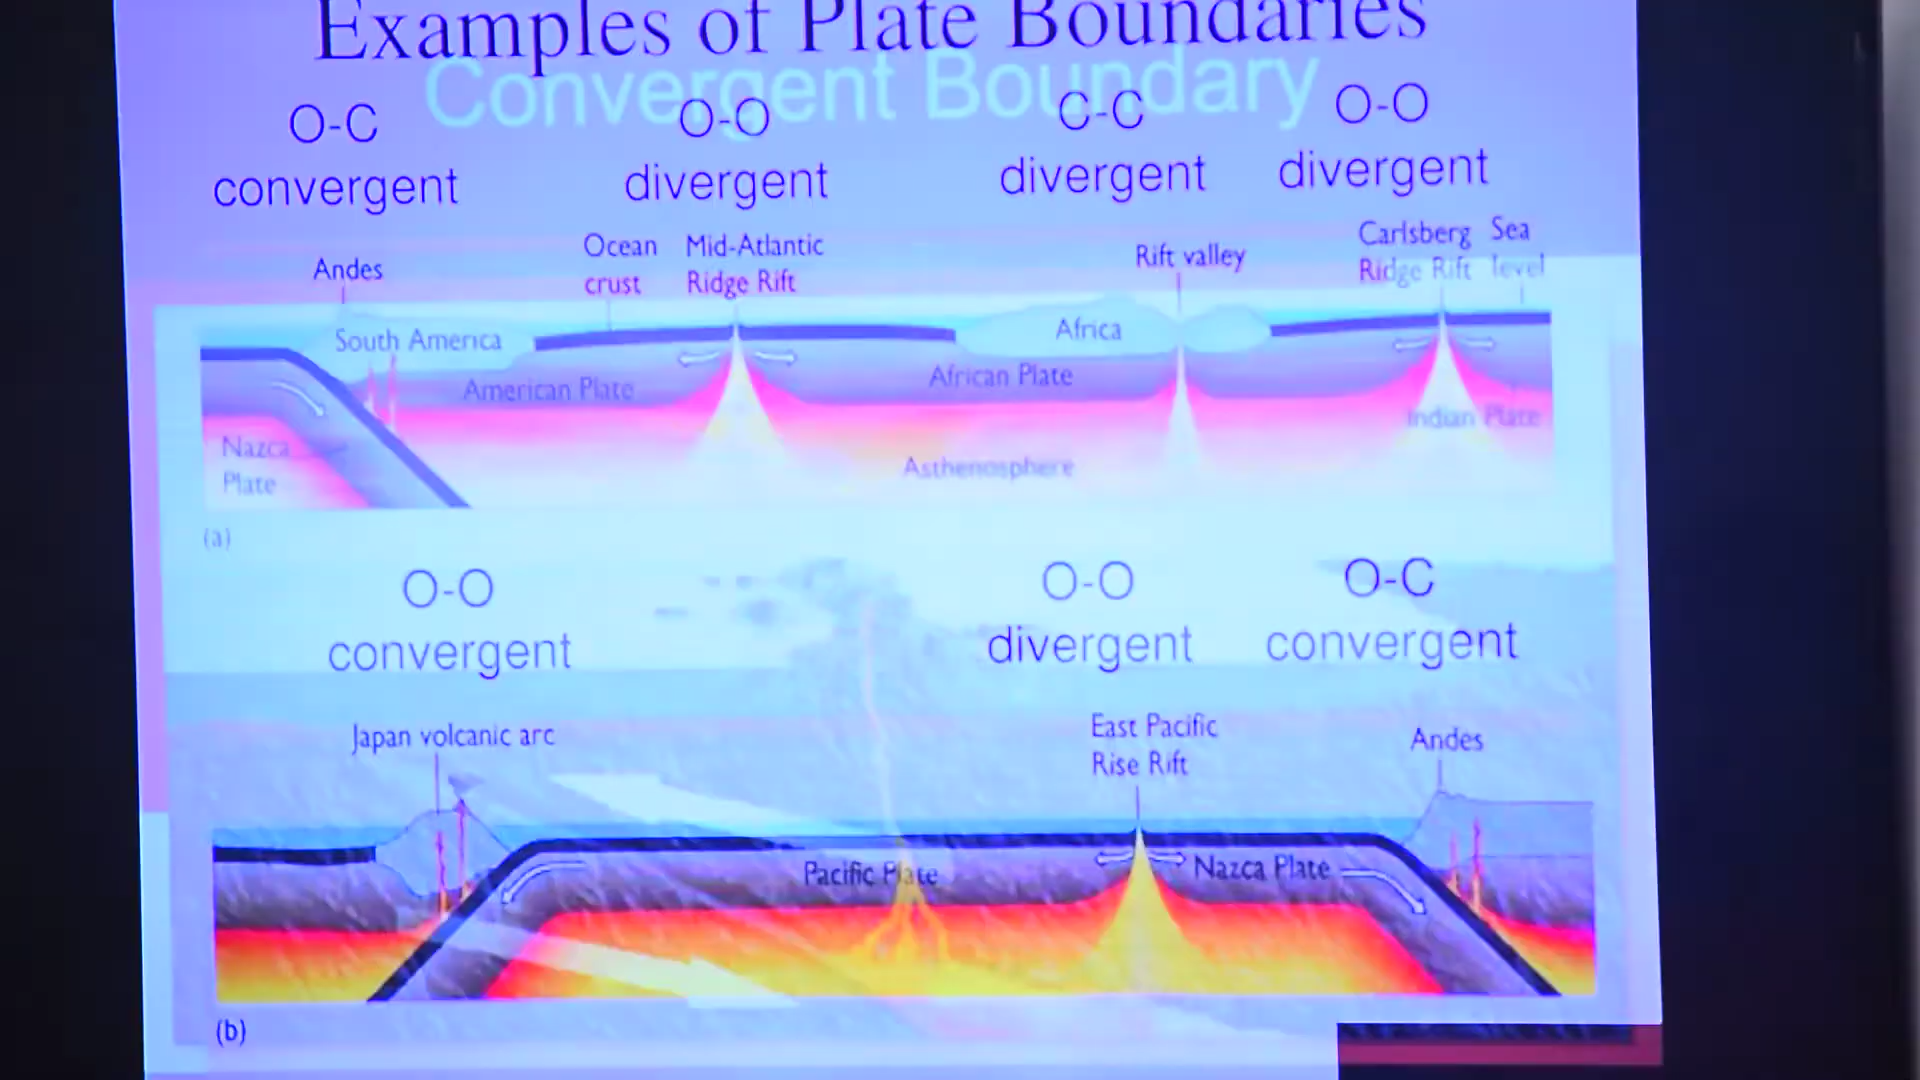 Examples of Plate Boundaries
Convergent Boundary
O-C
convergent
O-O
divergent
C-C
divergent
O-O
divergent
Andes
Ocean
crust
Mid-Atlantic
Ridge Rift
Rift valley
Carlsberg
Ridge Rift
Sea
level
South America
Africa
American Plate
African Plate
Indian Plate
Nazca
Plate
Asthenosphere
(a)
O-O
convergent
O-O
divergent
O-C
convergent
Japan volcanic arc
East Pacific
Rise Rift
Andes
Pacific Plate
Nazca Plate
(b)